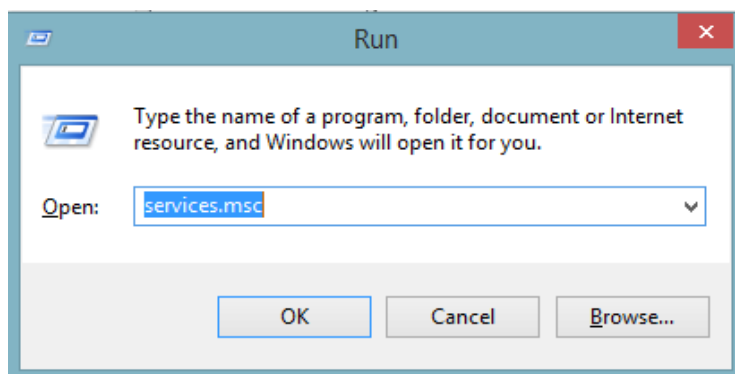 Run
Type the name of a program, folder, document or Internet
resource, and Windows will open it for you.
Open: services.msc
OK Cancel Browse...